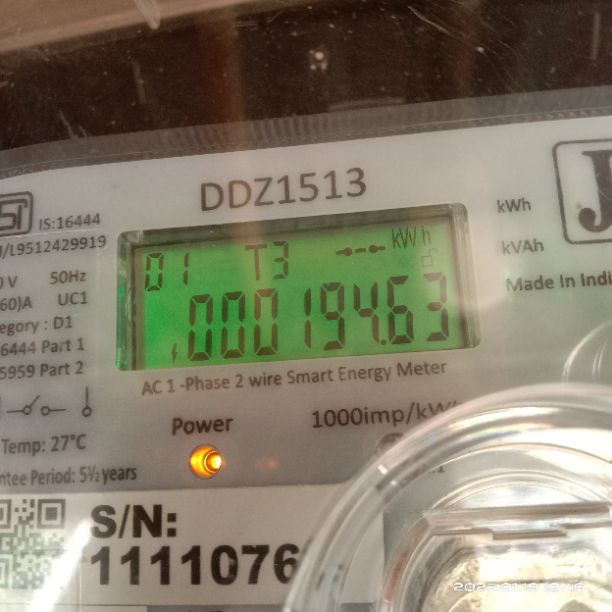 DDZ1513
IS:16444
/L9512429919
kWh
kVAh
Made In Indi
V 50Hz
60)A UC1
egory : D1
6444 Part 1
5959 Part 2
01 T3 kWh
000194.63
AC 1 -Phase 2 wire Smart Energy Meter
Power
1000imp/kW
Temp: 27°C
ntee Period: 5½ years
S/N:
1111076
J